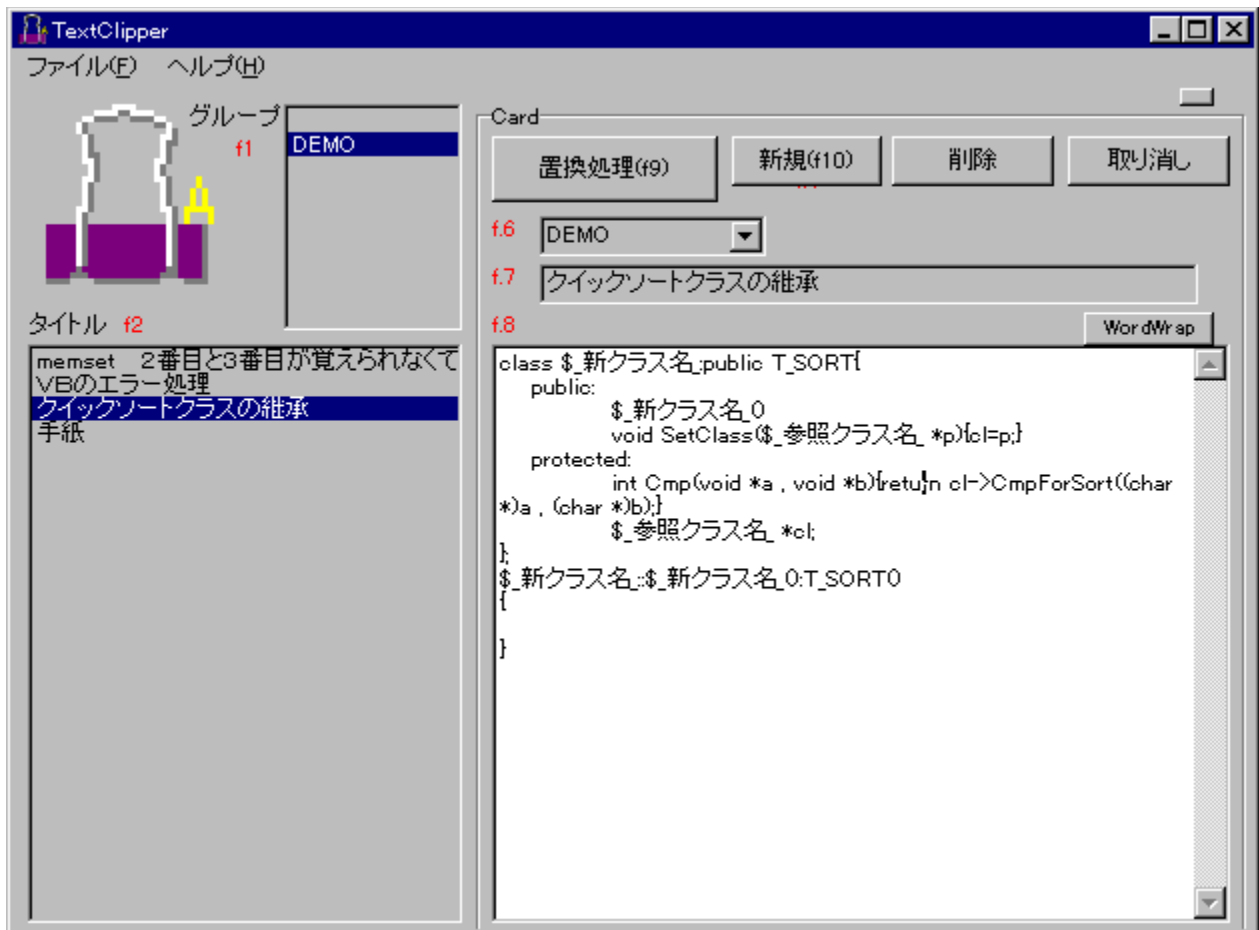 TextClipper
ファイル(F) ヘルプ(H)
グループ
f1
DEMO
タイトル f2
memset 2番目と3番目が覚えられなくて
VBのエラー処理
クイックソートクラスの継承
手紙
Card
置換処理(f9)
新規(f10)
削除
取り消し
f.6
DEMO
f.7
クイックソートクラスの継承
f.8
WordWrap
class $_新クラス名_:public T_SORT{
public:
$_新クラス名_()
void SetClass($_参照クラス名_ *p){cl=p;}
protected:
int Cmp(void *a , void *b){return cl->CmpForSort((char
*)a , (char *)b);}
$_参照クラス名_ *cl;
};
$_新クラス名_::$_新クラス名_():T_SORT()
{
}